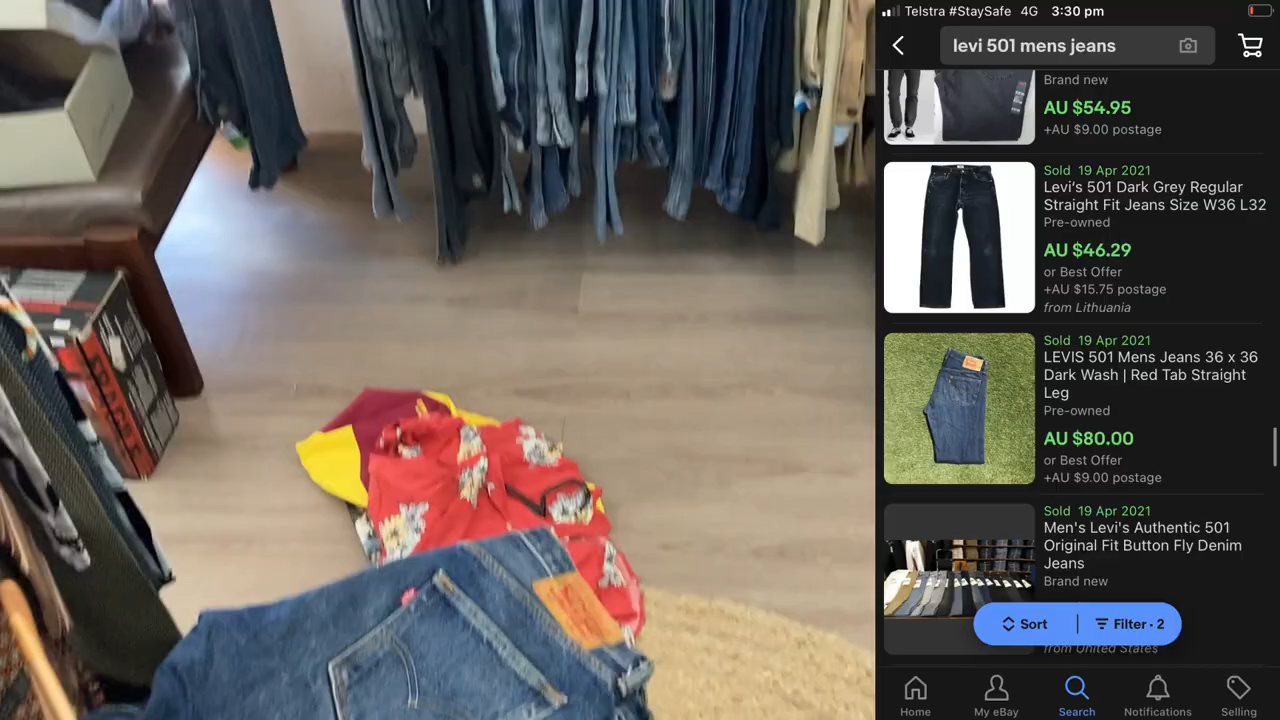 Telstra #StaySafe 4G 3:30 pm
levi 501 mens jeans
Brand new
AU $54.95
+AU $9.00 postage
Sold 19 Apr 2021
Levi's 501 Dark Grey Regular
Straight Fit Jeans Size W36 L32
Pre-owned
AU $46.29
or Best Offer
+AU $15.75 postage
from Lithuania
Sold 19 Apr 2021
LEVIS 501 Mens Jeans 36 x 36
Dark Wash | Red Tab Straight
Leg
Pre-owned
AU $80.00
or Best Offer
+AU $9.00 postage
Sold 19 Apr 2021
Men's Levi's Authentic 501
Original Fit Button Fly Denim
Jeans
Brand new
Sort Filter · 2
from United States
Home My eBay Search Notifications Selling